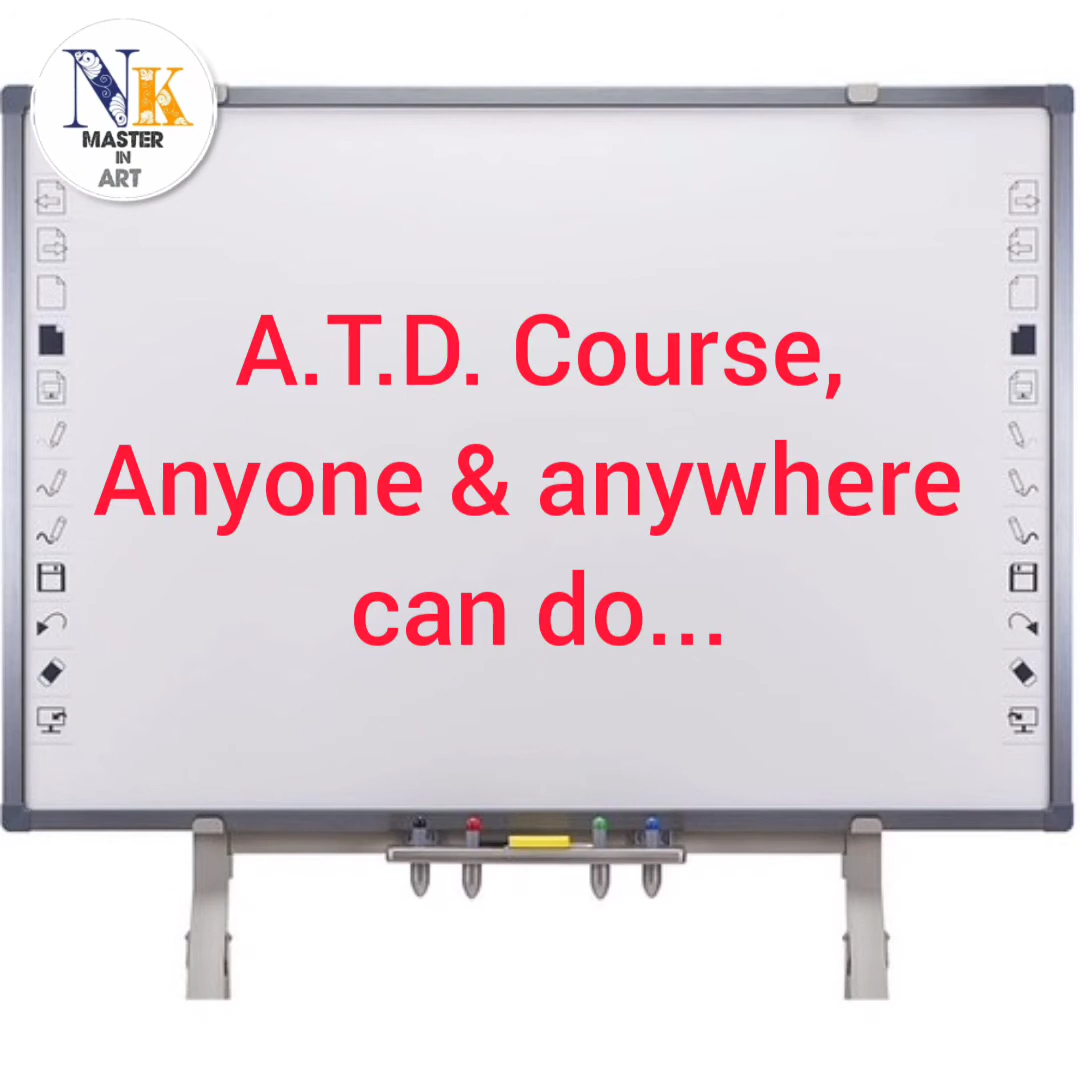 NK
MASTER
IN
ART
A.T.D. Course,
Anyone & anywhere
can do...